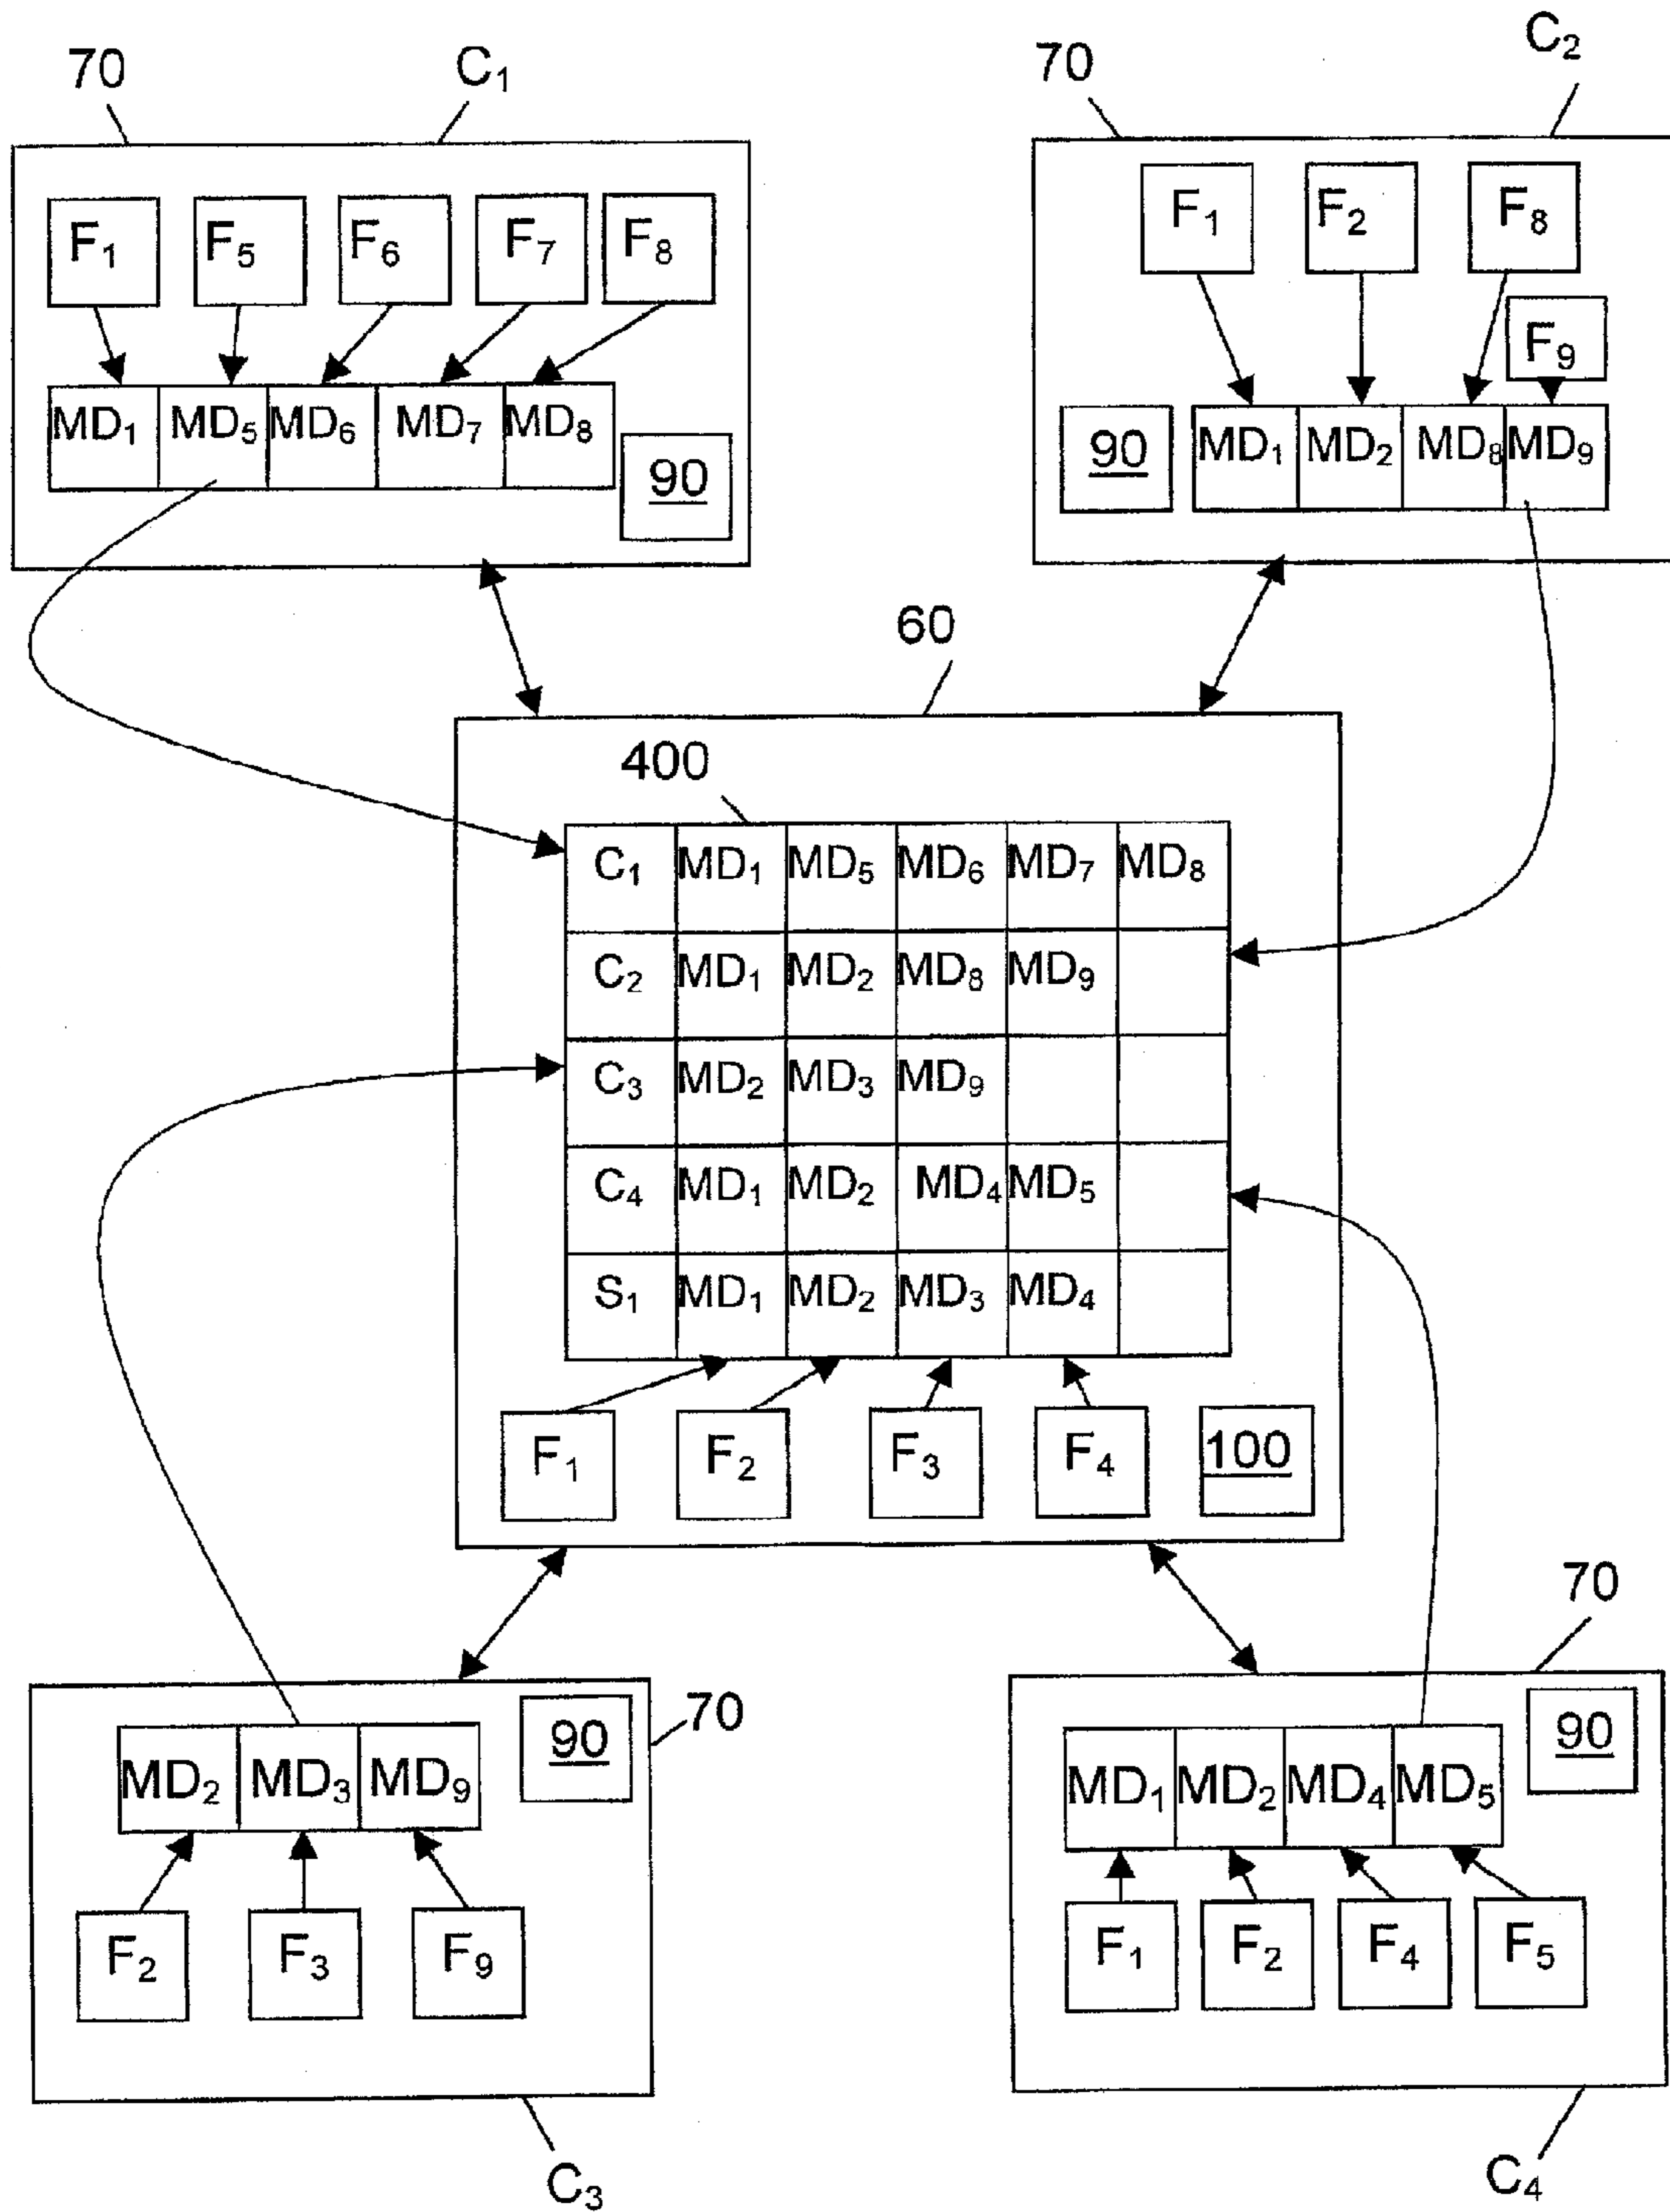 70 C₁ 70 C₂
F₁ F₅ F₆ F₇ F₈
MD₁ MD₅ MD₆ MD₇ MD₈
90
F₁ F₂ F₈
F₉
90 MD₁ MD₂ MD₈ MD₉
60
400
C₁ MD₁ MD₅ MD₆ MD₇ MD₈
C₂ MD₁ MD₂ MD₈ MD₉
C₃ MD₂ MD₃ MD₉
C₄ MD₁ MD₂ MD₄ MD₅
S₁ MD₁ MD₂ MD₃ MD₄
F₁ F₂ F₃ F₄ 100
70
90
MD₂ MD₃ MD₉
F₂ F₃ F₉
C₃
70
90
MD₁ MD₂ MD₄ MD₅
F₁ F₂ F₄ F₅
C₄